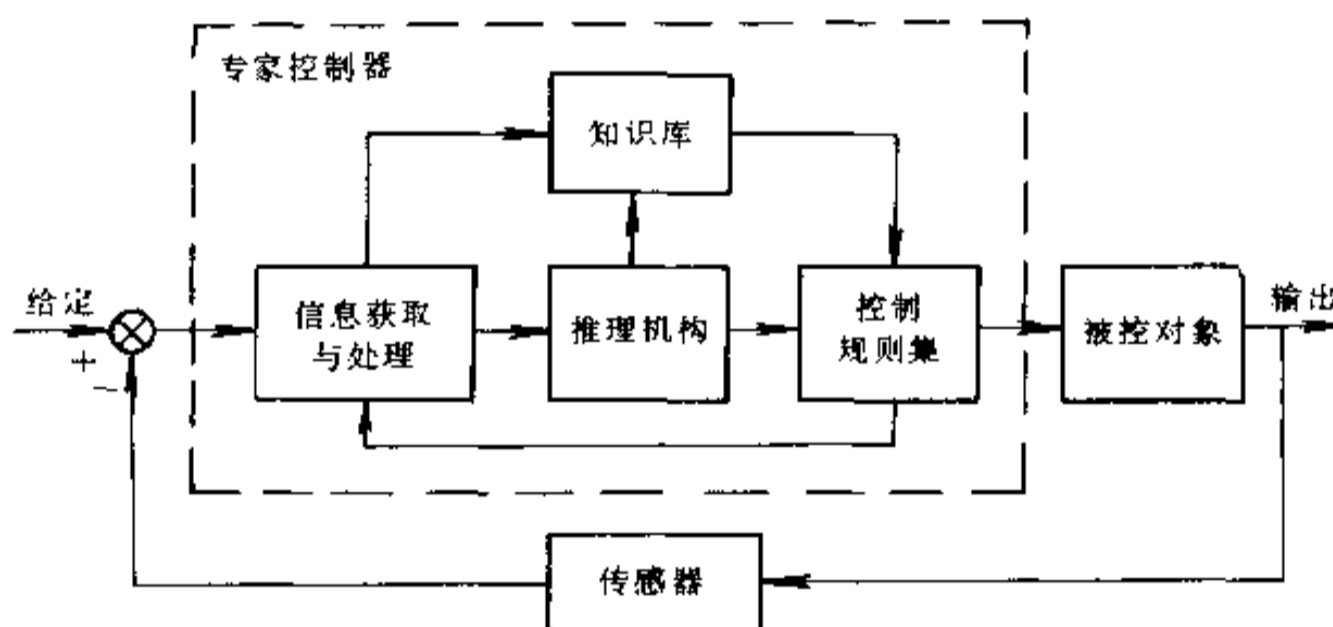 专家控制器
知识库
给定
信息获取
与处理
推理机构
控制
规则集
被控对象
输出
+
−
传感器